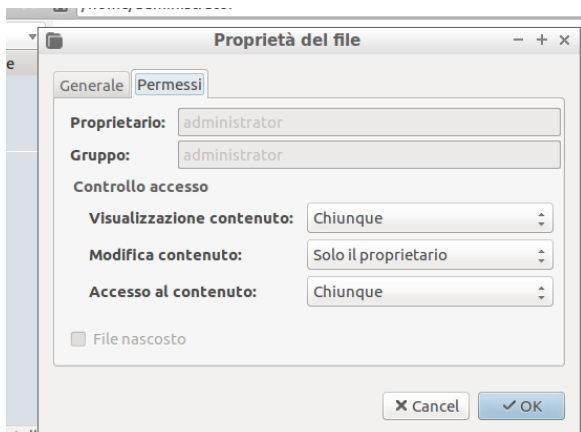 Proprietà del file
Generale Permessi
Proprietario: administrator
Gruppo: administrator
Controllo accesso
Visualizzazione contenuto: Chiunque
Modifica contenuto: Solo il proprietario
Accesso al contenuto: Chiunque
File nascosto
Cancel OK